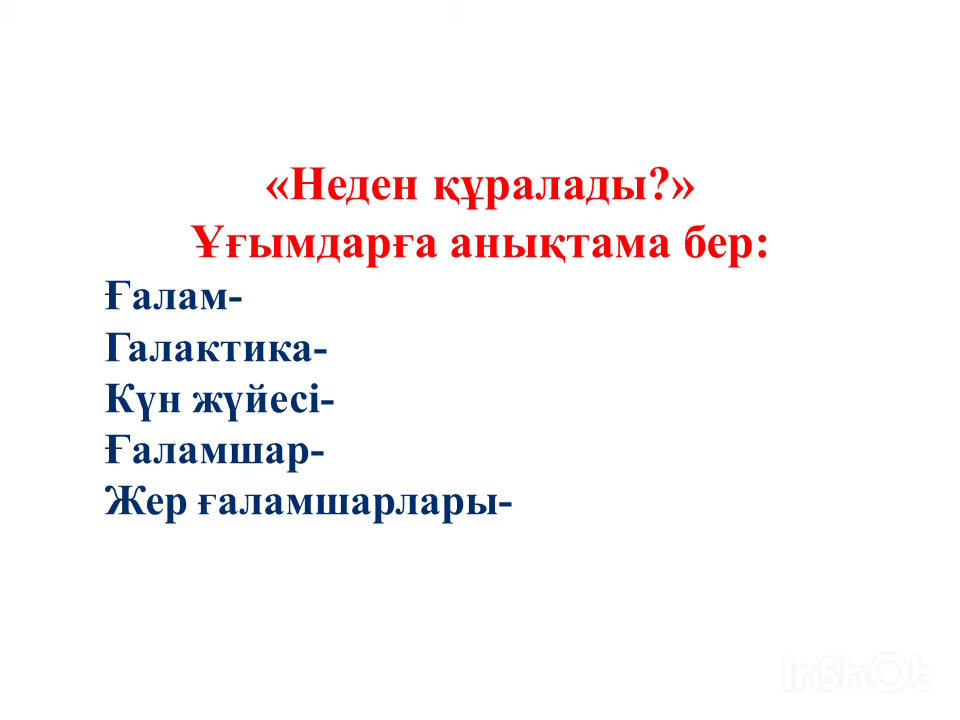 «Неден құралады?»
Ұғымдарға анықтама бер:
Ғалам-
Галактика-
Күн жүйесі-
Ғаламшар-
Жер ғаламшарлары-
InShOt